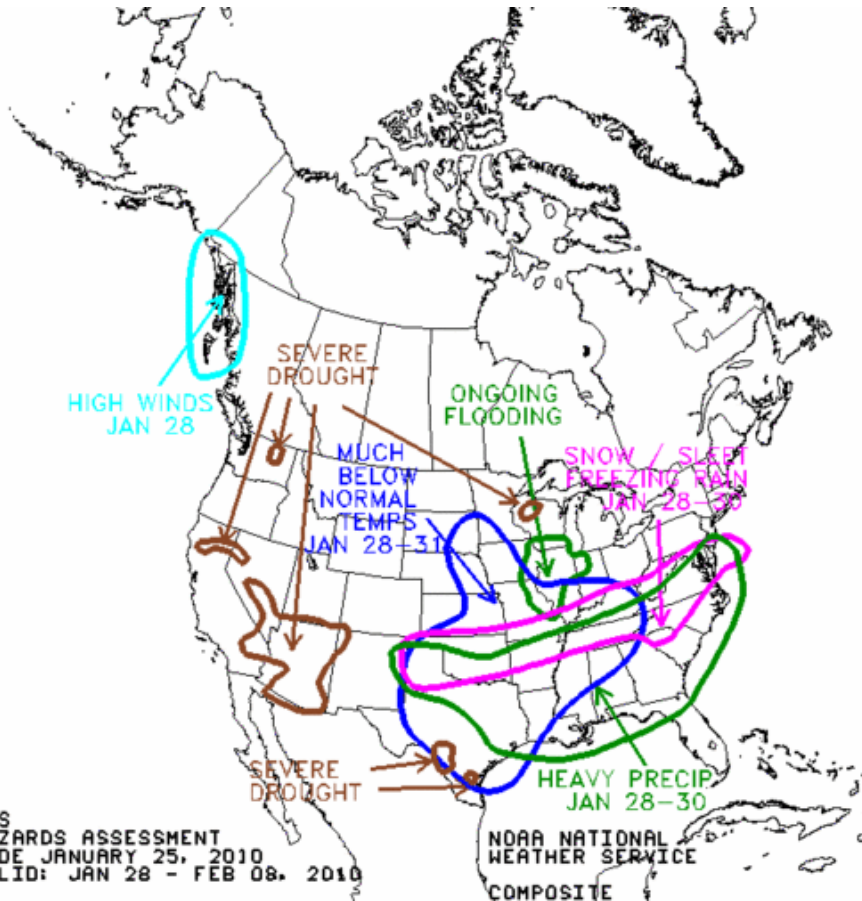 SEVERE
DROUGHT
HIGH WINDS
JAN 28
ONGOING
FLOODING
MUCH
BELOW
NORMAL
TEMPS
JAN 28-31
SNOW / SLEET
FREEZING RAIN
JAN 28-30
SEVERE
DROUGHT
HEAVY PRECIP
JAN 28-30
S
ZARDS ASSESSMENT
DE JANUARY 25, 2010
LID: JAN 28 - FEB 08, 2010
NOAA NATIONAL
WEATHER SERVICE
COMPOSITE